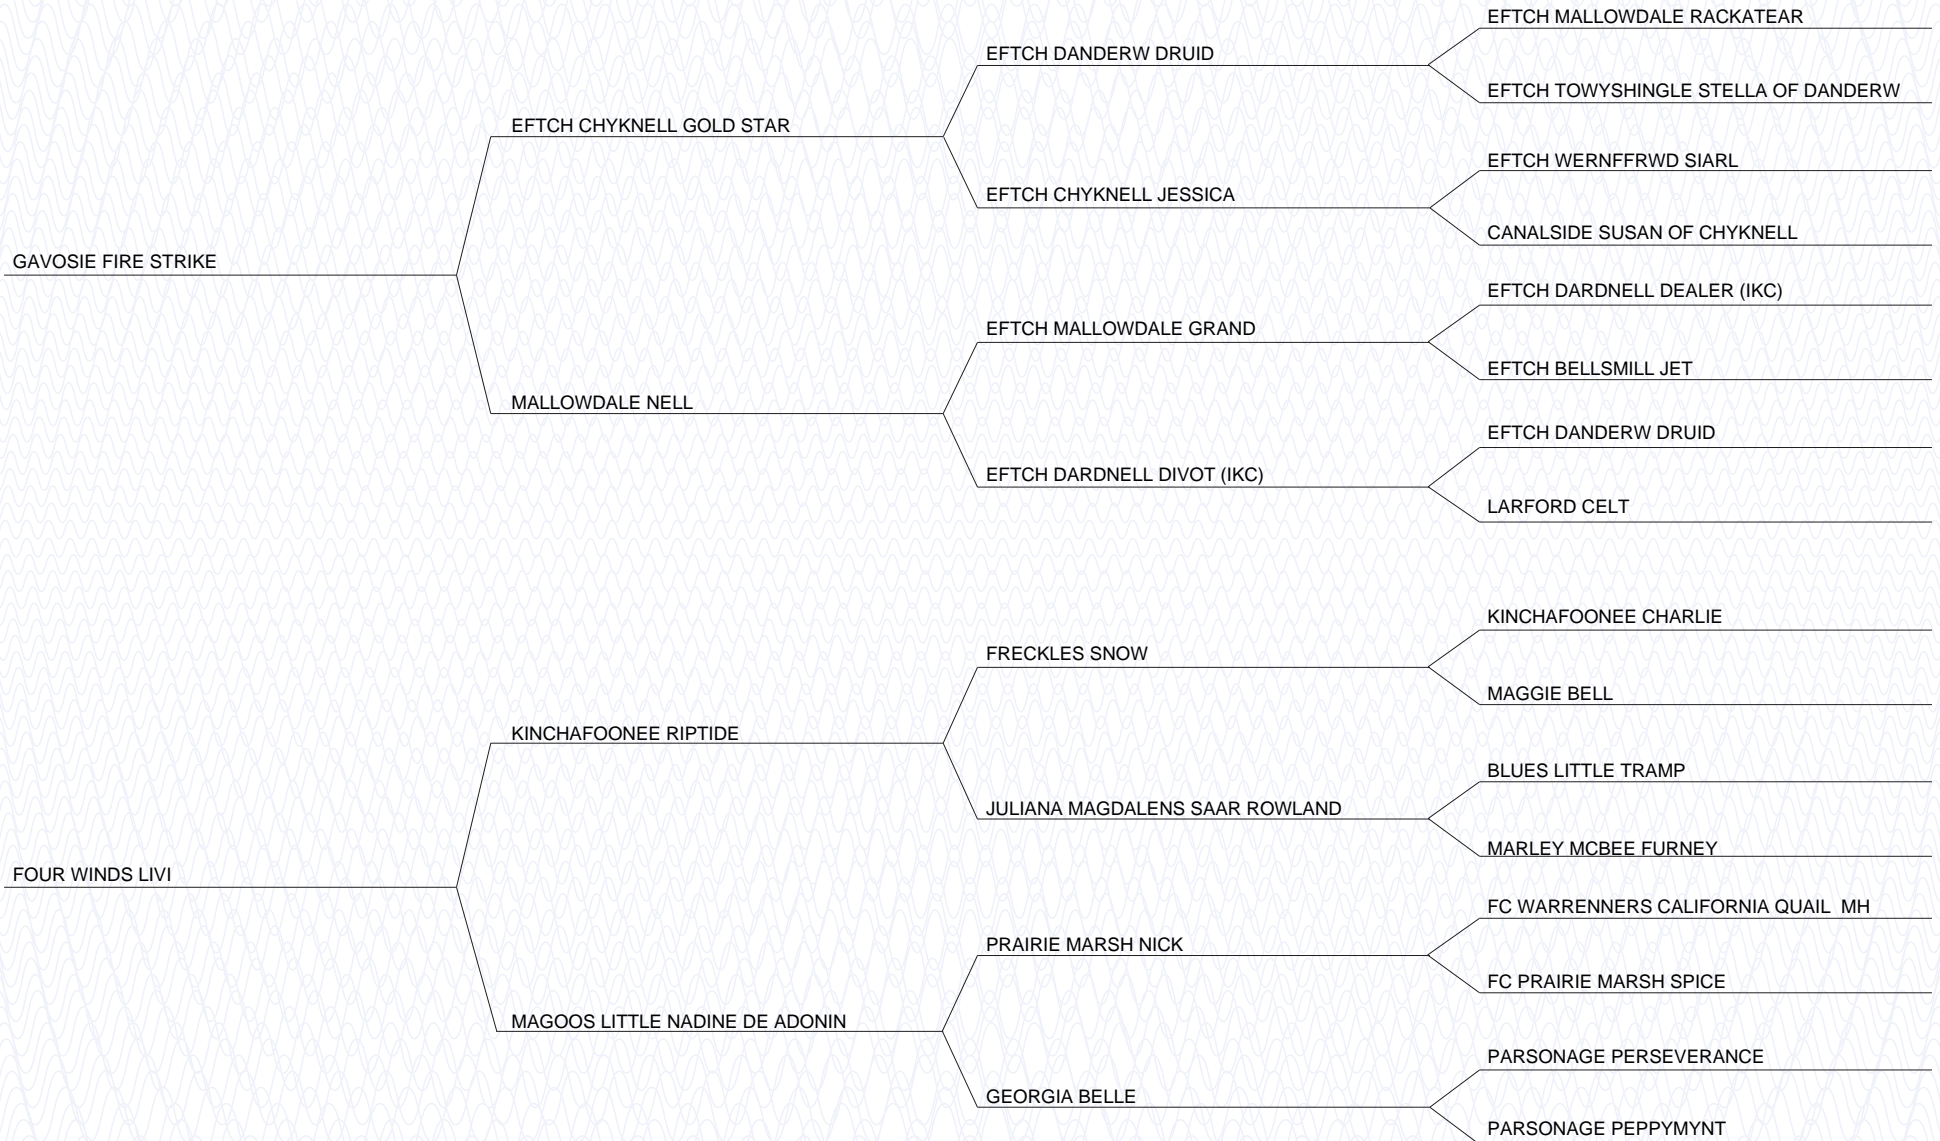 EFTCH MALLOWDALE RACKATEAR
EFTCH DANDERW DRUID
EFTCH TOWYSHINGLE STELLA OF DANDERW
EFTCH CHYKNELL GOLD STAR
EFTCH WERNFFRWD SIARL
EFTCH CHYKNELL JESSICA
CANALSIDE SUSAN OF CHYKNELL
GAVOSIE FIRE STRIKE
EFTCH DARDNELL DEALER (IKC)
EFTCH MALLOWDALE GRAND
EFTCH BELLSMILL JET
MALLOWDALE NELL
EFTCH DANDERW DRUID
EFTCH DARDNELL DIVOT (IKC)
LARFORD CELT
KINCHAFOONEE CHARLIE
FRECKLES SNOW
MAGGIE BELL
KINCHAFOONEE RIPTIDE
BLUES LITTLE TRAMP
JULIANA MAGDALENS SAAR ROWLAND
MARLEY MCBEE FURNEY
FOUR WINDS LIVI
FC WARRENNERS CALIFORNIA QUAIL  MH
PRAIRIE MARSH NICK
FC PRAIRIE MARSH SPICE
MAGOOS LITTLE NADINE DE ADONIN
PARSONAGE PERSEVERANCE
GEORGIA BELLE
PARSONAGE PEPPYMYNT